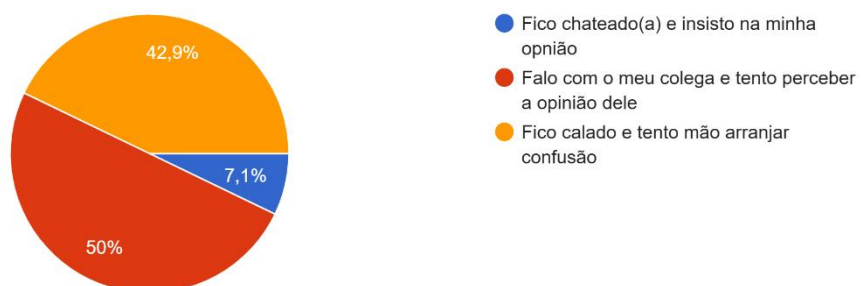 42,9%
7,1%
50%
Fico chateado(a) e insisto na minha
opnião
Falo com o meu colega e tento perceber
a opinião dele
Fico calado e tento mão arranjar
confusão